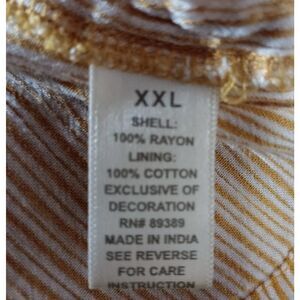 XXL
SHELL:
100% RAYON
LINING:
100% COTTON
EXCLUSIVE OF
DECORATION
RN# 89389
MADE IN INDIA
SEE REVERSE
FOR CARE
INSTRUCTION